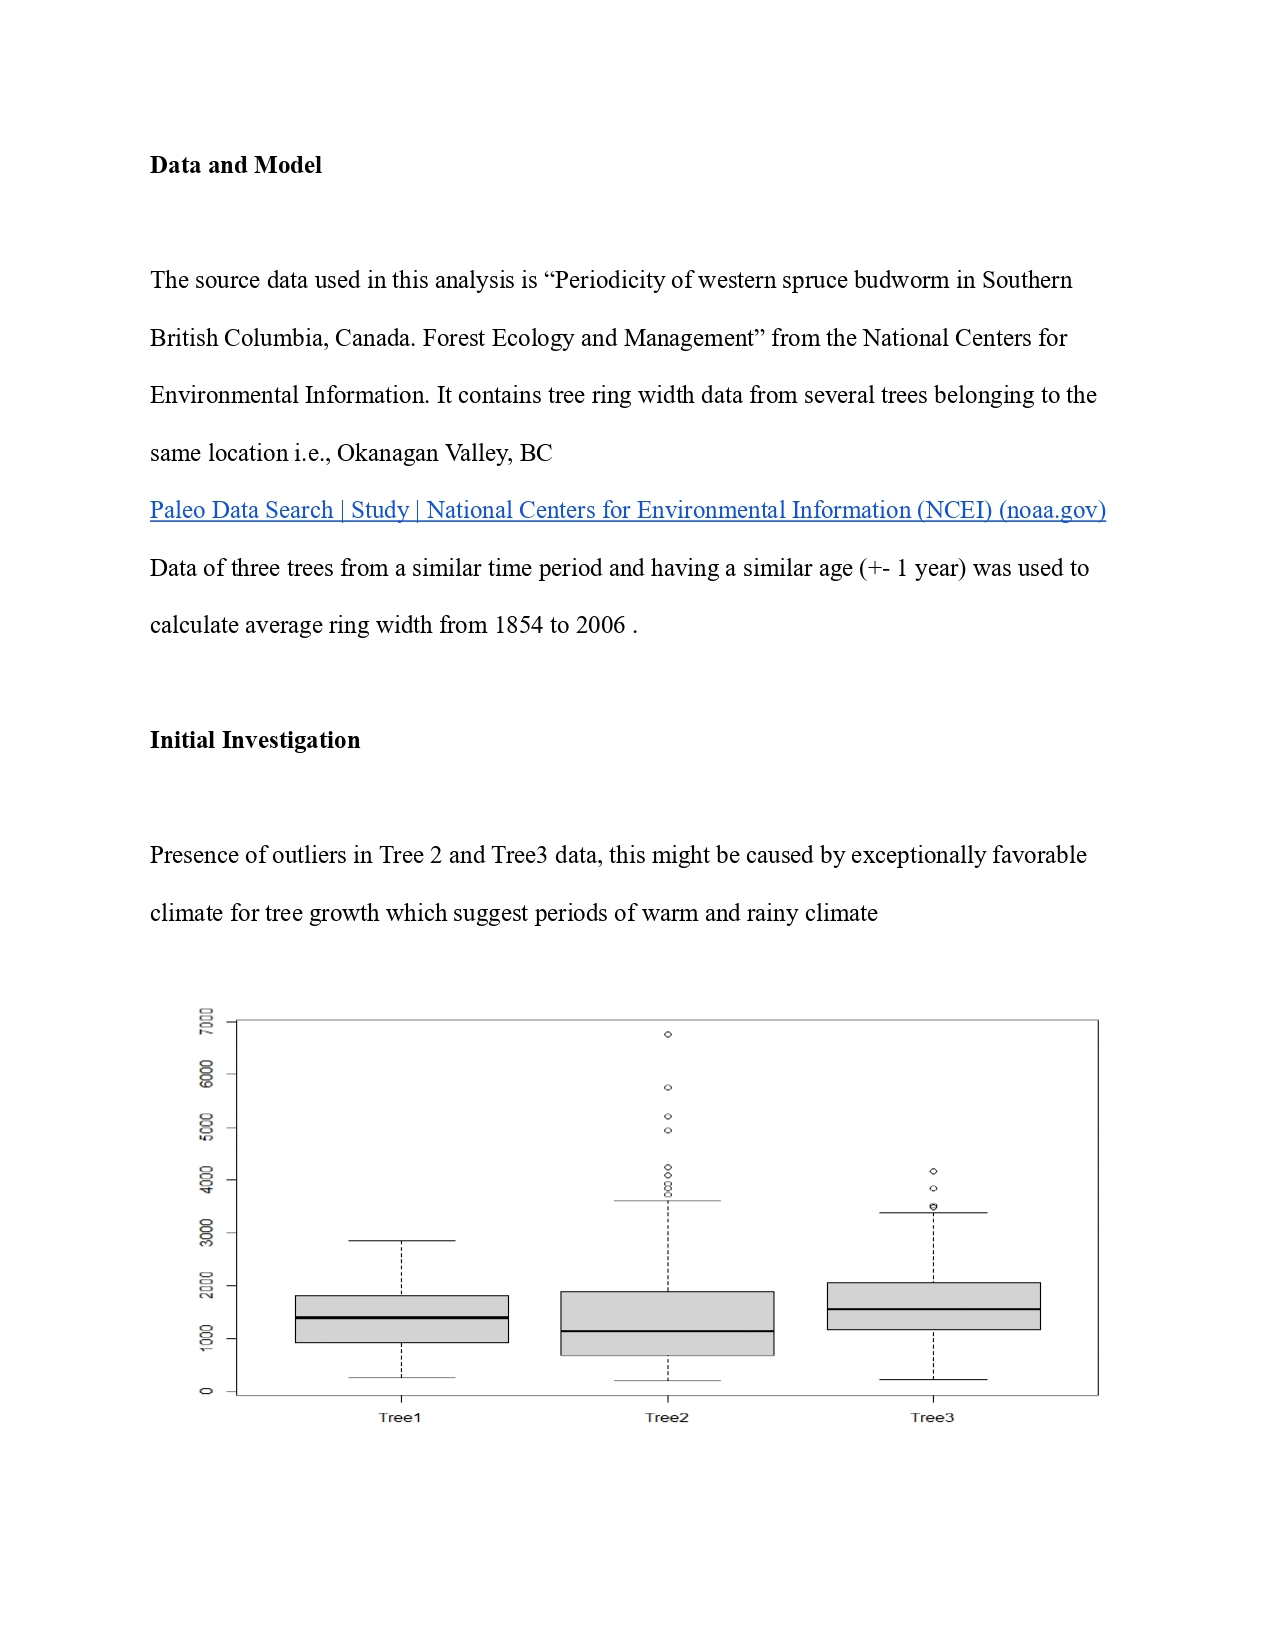 Data and Model
The source data used in this analysis is “Periodicity of western spruce budworm in Southern
British Columbia, Canada. Forest Ecology and Management” from the National Centers for
Environmental Information. It contains tree ring width data from several trees belonging to the
same location i.e., Okanagan Valley, BC
Paleo Data Search | Study | National Centers for Environmental Information (NCEI) (noaa.gov)
Data of three trees from a similar time period and having a similar age (+- 1 year) was used to
calculate average ring width from 1854 to 2006 .
Initial Investigation
Presence of outliers in Tree 2 and Tree3 data, this might be caused by exceptionally favorable
climate for tree growth which suggest periods of warm and rainy climate
7000
6000
5000
4000
3000
2000
1000
0
Tree1 Tree2 Tree3